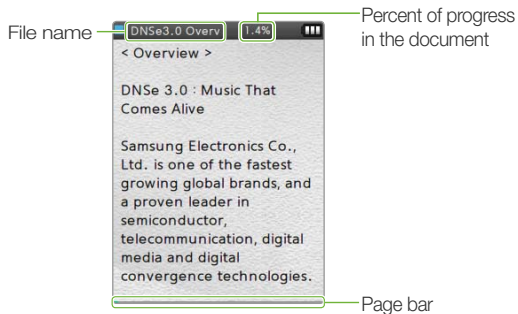 File name
DNSe3.0 Overv 1.4%
Percent of progress
in the document
< Overview >
DNSe 3.0 : Music That
Comes Alive
Samsung Electronics Co.,
Ltd. is one of the fastest
growing global brands, and
a proven leader in
semiconductor,
telecommunication, digital
media and digital
convergence technologies.
Page bar